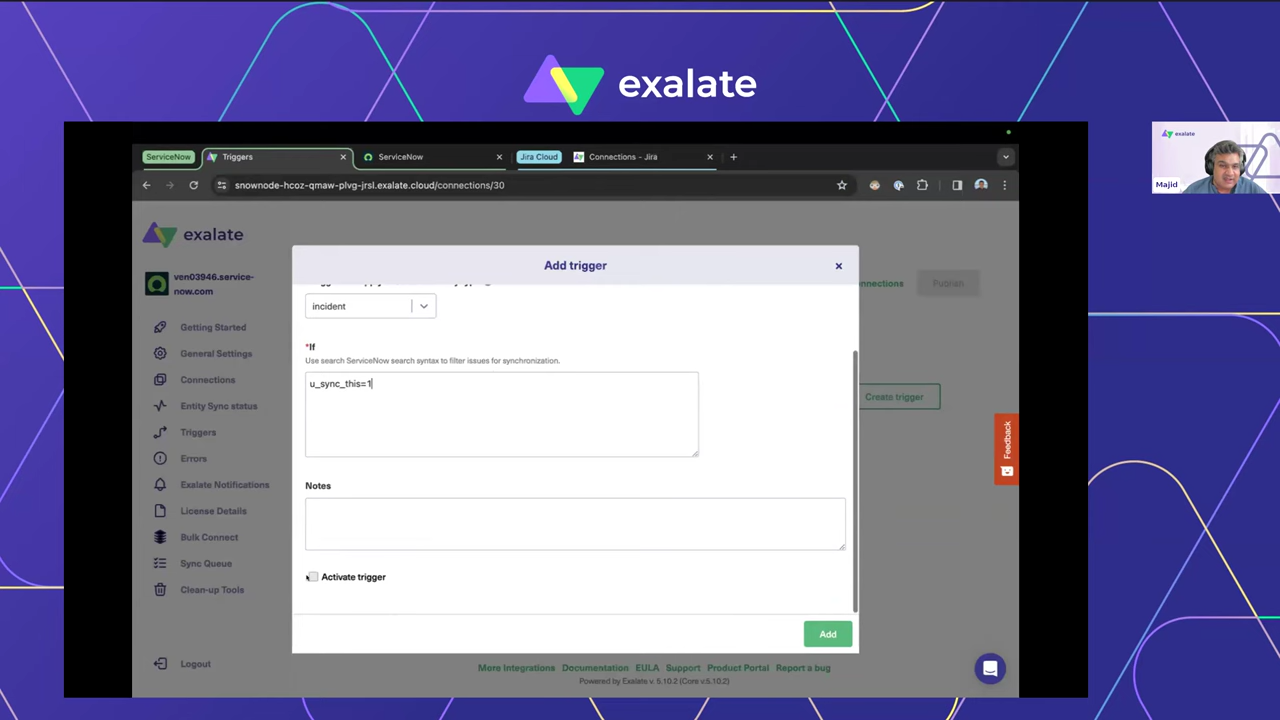 exalate
ServiceNow
Triggers
ServiceNow
Jira Cloud
Connections - Jira
snownode-hcoz-qmaw-plvg-jrsl.exalate.cloud/connections/30
exalate
Majid
exalate
ven03946.service-
now.com
Getting Started
General Settings
Connections
Entity Sync status
Triggers
Errors
Exalate Notifications
License Details
Bulk Connect
Sync Queue
Clean-up Tools
Logout
Add trigger
incident
*If
Use search ServiceNow search syntax to filter issues for synchronization.
u_sync_this=1
Notes
Activate trigger
Add
Publish
Create trigger
Feedback
More Integrations Documentation EULA Support Product Portal Report a bug
Powered by Exalate v. 5.10.2 (Core v.5.10.2)